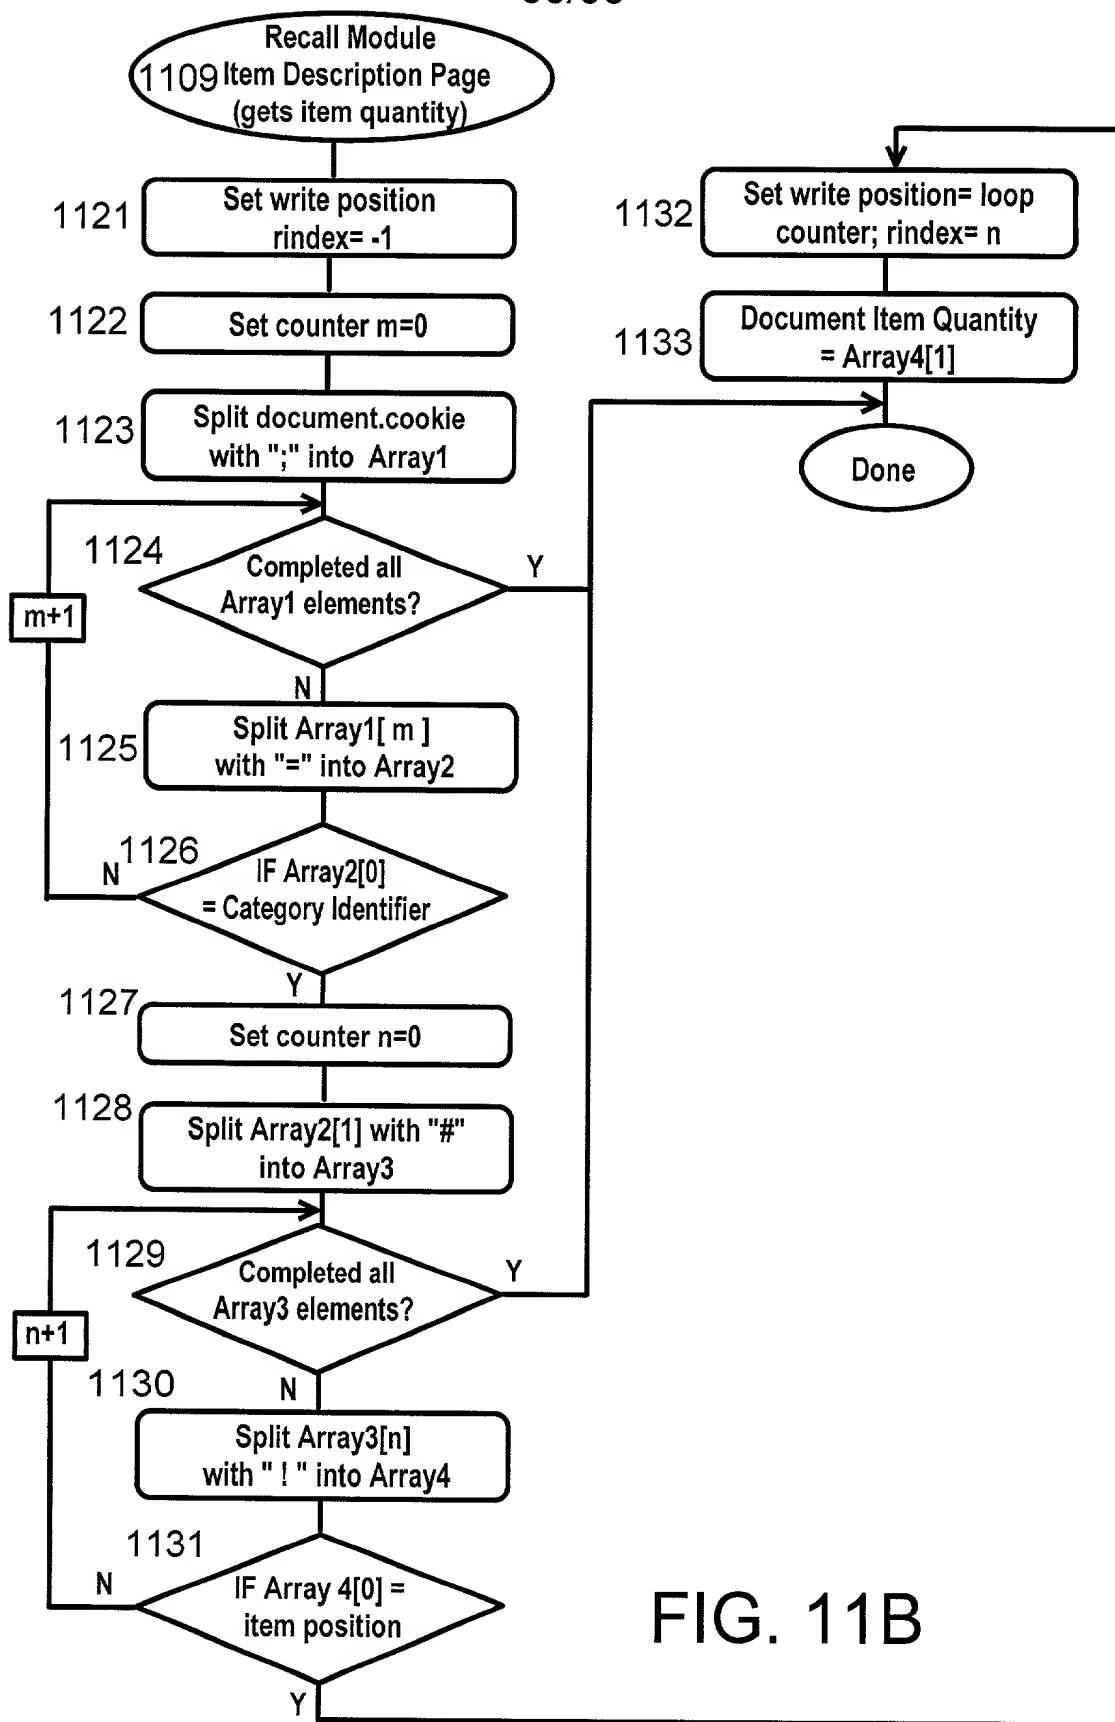 Recall Module
1109 Item Description Page
(gets item quantity)
1121
Set write position
rindex= -1
1122
Set counter m=0
1123
Split document.cookie
with ";" into Array1
1124
Completed all
Array1 elements?
Y
m+1
N
1125
Split Array1[ m ]
with "=" into Array2
1126
N
IF Array2[0]
= Category Identifier
Y
1127
Set counter n=0
1128
Split Array2[1] with "#"
into Array3
1129
Completed all
Array3 elements?
Y
n+1
N
1130
Split Array3[n]
with " ! " into Array4
1131
N
IF Array 4[0] =
item position
Y
1132
Set write position= loop
counter; rindex= n
1133
Document Item Quantity
= Array4[1]
Done
FIG. 11B